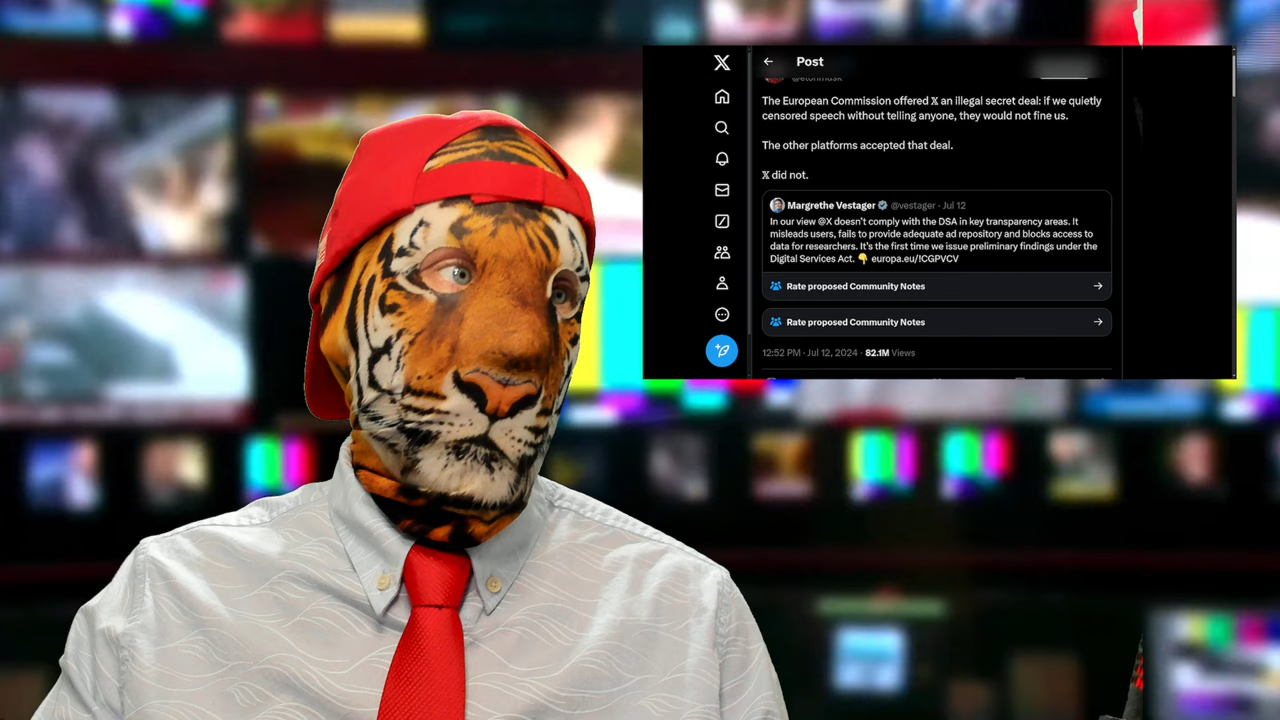 Post
@elonmusk
The European Commission offered 𝕏 an illegal secret deal: if we quietly
censored speech without telling anyone, they would not fine us.
The other platforms accepted that deal.
𝕏 did not.
Margrethe Vestager @vestager · Jul 12
In our view @X doesn't comply with the DSA in key transparency areas. It
misleads users, fails to provide adequate ad repository and blocks access to
data for researchers. It's the first time we issue preliminary findings under the
Digital Services Act. 👇 europa.eu/!CGPVCV
Rate proposed Community Notes
Rate proposed Community Notes
12:52 PM · Jul 12, 2024 · 82.1M Views